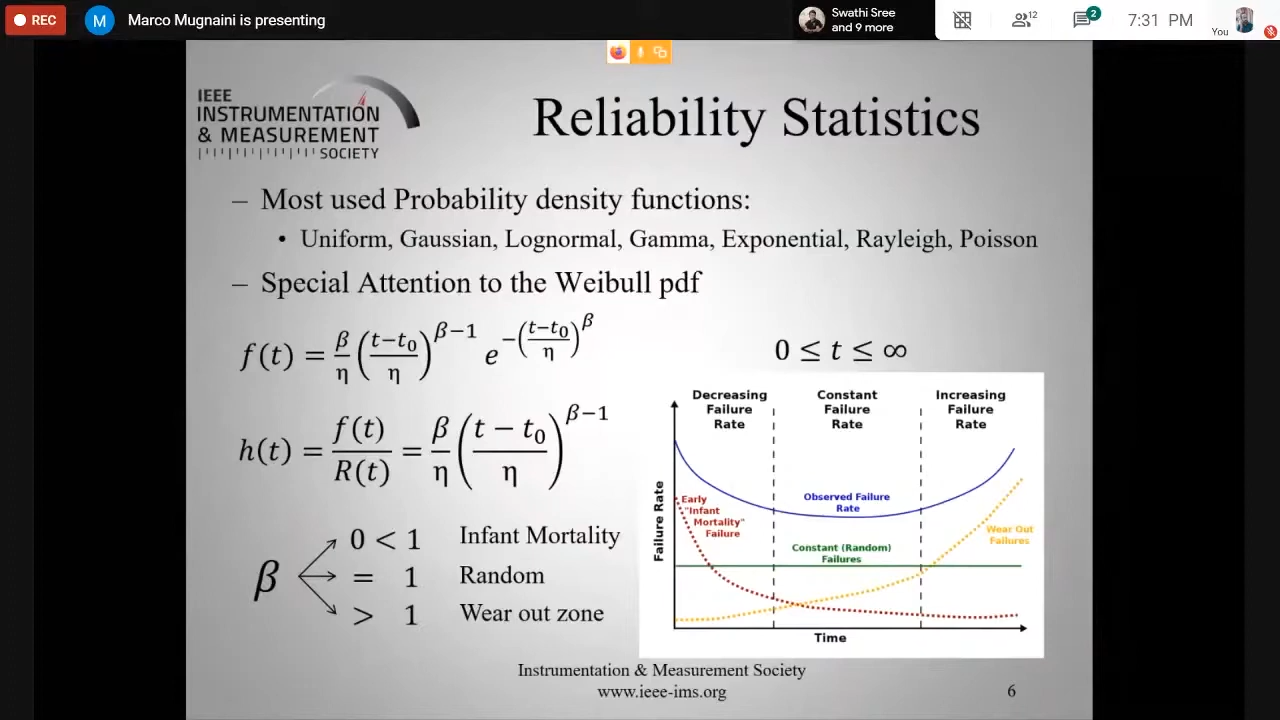 REC
M
Marco Mugnaini is presenting
Swathi Sree
and 9 more
12
2
7:31 PM
You
IEEE
INSTRUMENTATION
& MEASUREMENT
SOCIETY
Reliability Statistics
– Most used Probability density functions:
• Uniform, Gaussian, Lognormal, Gamma, Exponential, Rayleigh, Poisson
– Special Attention to the Weibull pdf
f(t) = β/η ((t−t₀)/η)^(β−1) e^(−((t−t₀)/η)^β)
0 ≤ t ≤ ∞
h(t) = f(t)/R(t) = β/η ((t − t₀)/η)^(β−1)
β
0 < 1 Infant Mortality
= 1 Random
> 1 Wear out zone
Decreasing
Failure
Rate
Constant
Failure
Rate
Increasing
Failure
Rate
Failure Rate
Observed Failure
Rate
Early
"Infant
Mortality"
Failure
Constant (Random)
Failures
Wear Out
Failures
Time
Instrumentation & Measurement Society
www.ieee-ims.org
6